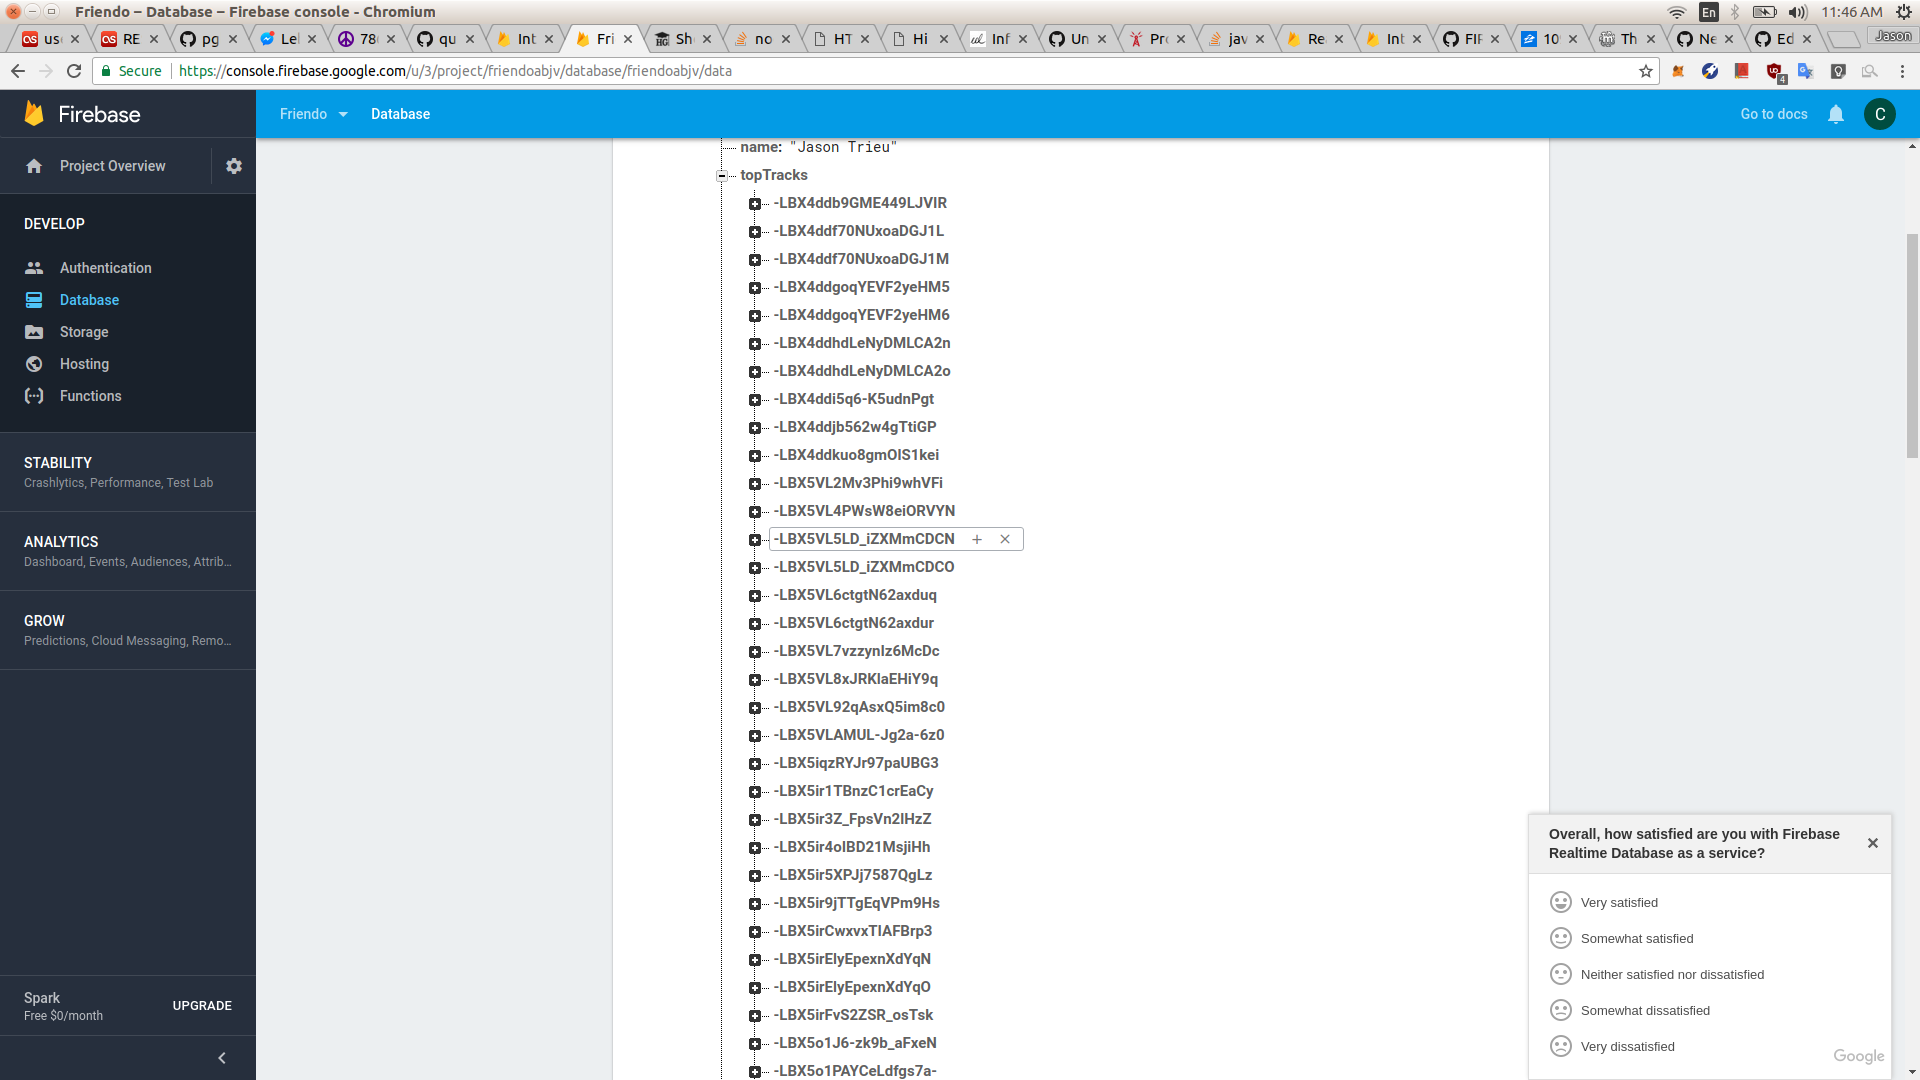 Friendo – Database – Firebase console - Chromium
En
11:46 AM
us
RE
pg
Le
78
qu
Int
Fri
Sh
no
HT
Hi
Inf
Un
Pr
jav
Re
Int
FIF
10
Th
Ne
Ed
Jason
Secure
https://console.firebase.google.com/u/3/project/friendoabjv/database/friendoabjv/data
4
Firebase
Friendo
Database
Go to docs
C
Project Overview
DEVELOP
Authentication
Database
Storage
Hosting
Functions
STABILITY
Crashlytics, Performance, Test Lab
ANALYTICS
Dashboard, Events, Audiences, Attrib...
GROW
Predictions, Cloud Messaging, Remo...
Spark
Free $0/month
UPGRADE
name: "Jason Trieu"
topTracks
-LBX4ddb9GME449LJVIR
-LBX4ddf70NUxoaDGJ1L
-LBX4ddf70NUxoaDGJ1M
-LBX4ddgoqYEVF2yeHM5
-LBX4ddgoqYEVF2yeHM6
-LBX4ddhdLeNyDMLCA2n
-LBX4ddhdLeNyDMLCA2o
-LBX4ddi5q6-K5udnPgt
-LBX4ddjb562w4gTtiGP
-LBX4ddkuo8gmOIS1kei
-LBX5VL2Mv3Phi9whVFi
-LBX5VL4PWsW8eiORVYN
-LBX5VL5LD_iZXMmCDCN
-LBX5VL5LD_iZXMmCDCO
-LBX5VL6ctgtN62axduq
-LBX5VL6ctgtN62axdur
-LBX5VL7vzzynIz6McDc
-LBX5VL8xJRKlaEHiY9q
-LBX5VL92qAsxQ5im8c0
-LBX5VLAMUL-Jg2a-6z0
-LBX5iqzRYJr97paUBG3
-LBX5ir1TBnzC1crEaCy
-LBX5ir3Z_FpsVn2IHzZ
-LBX5ir4olBD21MsjiHh
-LBX5ir5XPJj7587QgLz
-LBX5ir9jTTgEqVPm9Hs
-LBX5irCwxvxTIAFBrp3
-LBX5irElyEpexnXdYqN
-LBX5irElyEpexnXdYqO
-LBX5irFvS2ZSR_osTsk
-LBX5o1J6-zk9b_aFxeN
-LBX5o1PAYCeLdfgs7a-
Overall, how satisfied are you with Firebase
Realtime Database as a service?
Very satisfied
Somewhat satisfied
Neither satisfied nor dissatisfied
Somewhat dissatisfied
Very dissatisfied
Google